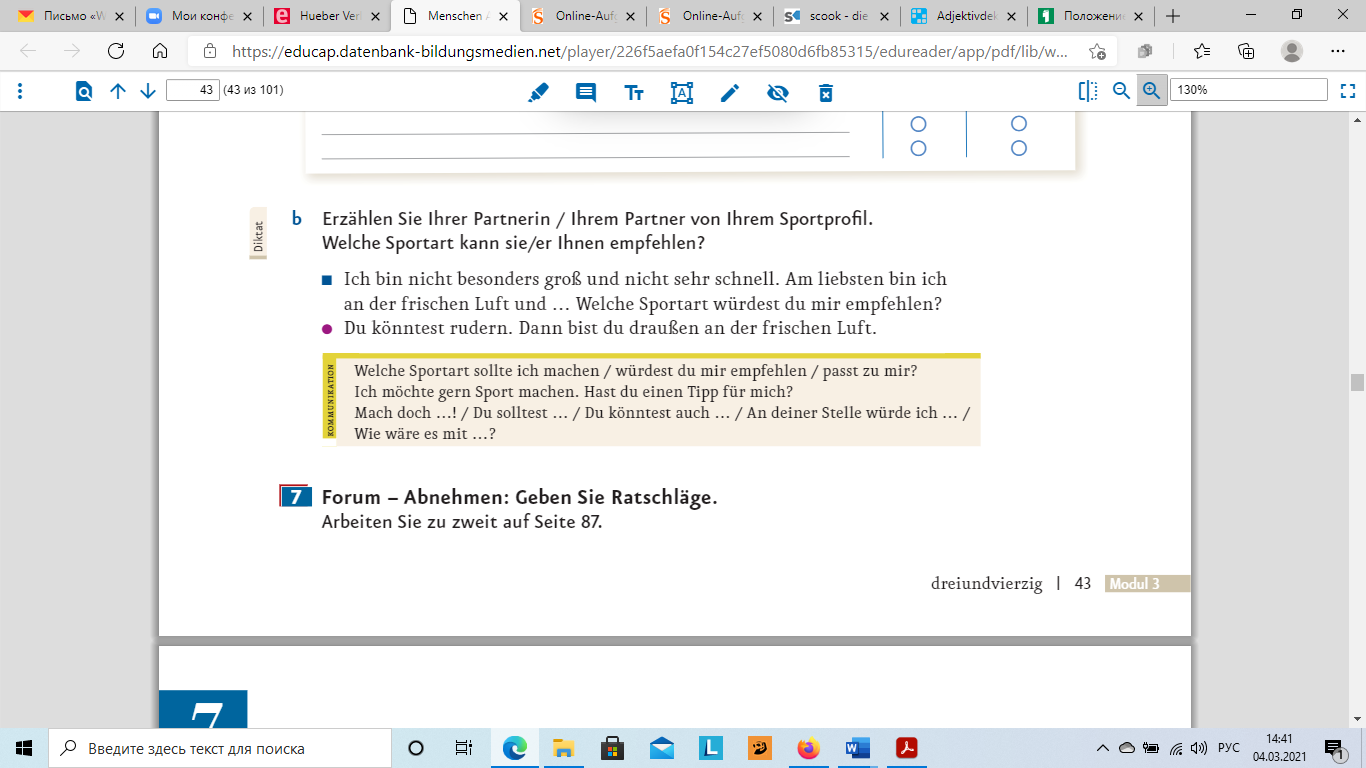 Письмо «W
Мои конфе
Hueber Ver
Menschen A
Online-Aufg
Online-Aufg
scook - die
Adjektivdek
Положение
https://educap.datenbank-bildungsmedien.net/player/226f5aefa0f154c27ef5080d6fb85315/edureader/app/pdf/lib/w...
43 (43 из 101)
130%
Diktat
b Erzählen Sie Ihrer Partnerin / Ihrem Partner von Ihrem Sportprofil.
Welche Sportart kann sie/er Ihnen empfehlen?
Ich bin nicht besonders groß und nicht sehr schnell. Am liebsten bin ich
an der frischen Luft und … Welche Sportart würdest du mir empfehlen?
Du könntest rudern. Dann bist du draußen an der frischen Luft.
KOMMUNIKATION
Welche Sportart sollte ich machen / würdest du mir empfehlen / passt zu mir?
Ich möchte gern Sport machen. Hast du einen Tipp für mich?
Mach doch …! / Du solltest … / Du könntest auch … / An deiner Stelle würde ich … /
Wie wäre es mit …?
7 Forum – Abnehmen: Geben Sie Ratschläge.
Arbeiten Sie zu zweit auf Seite 87.
dreiundvierzig | 43 Modul 3
7
Введите здесь текст для поиска
РУС
14:41
04.03.2021
1